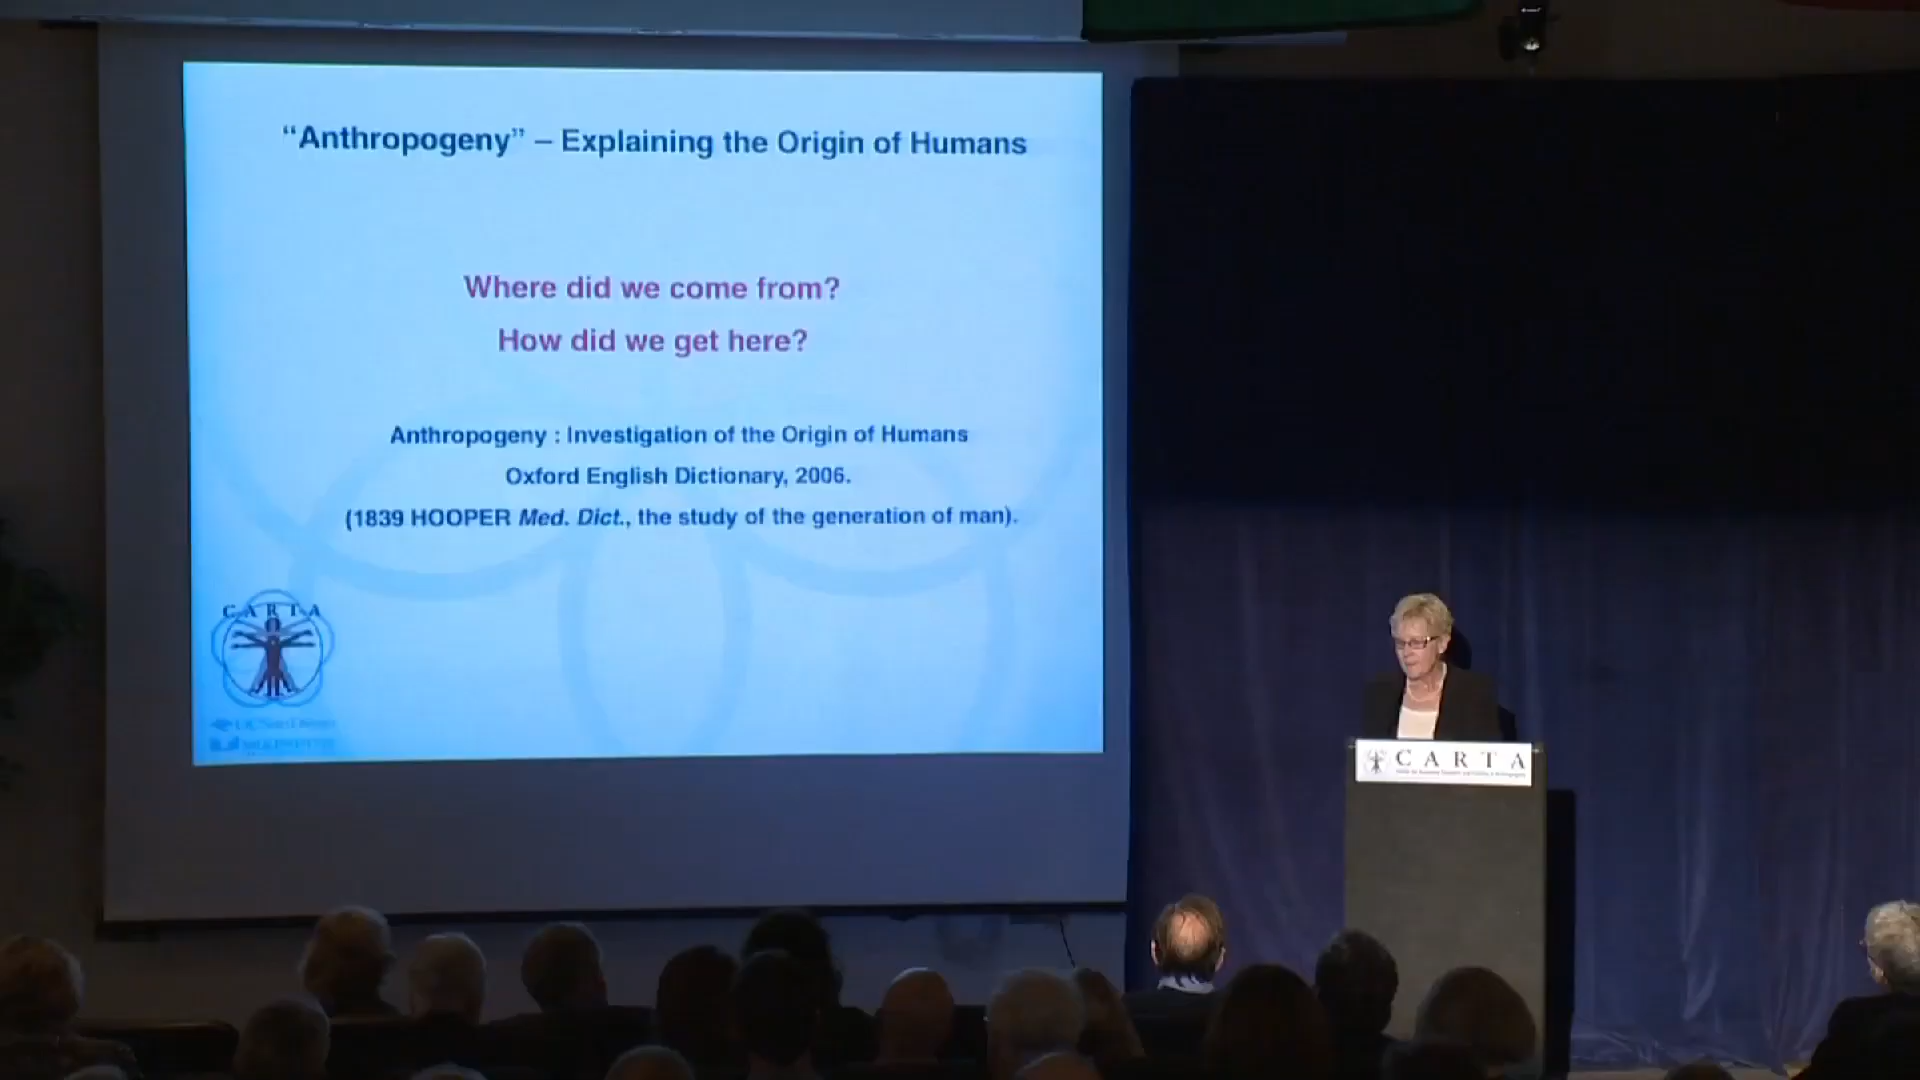 “Anthropogeny” – Explaining the Origin of Humans
Where did we come from?
How did we get here?
Anthropogeny : Investigation of the Origin of Humans
Oxford English Dictionary, 2006.
(1839 HOOPER Med. Dict., the study of the generation of man).
CARTA
CARTA